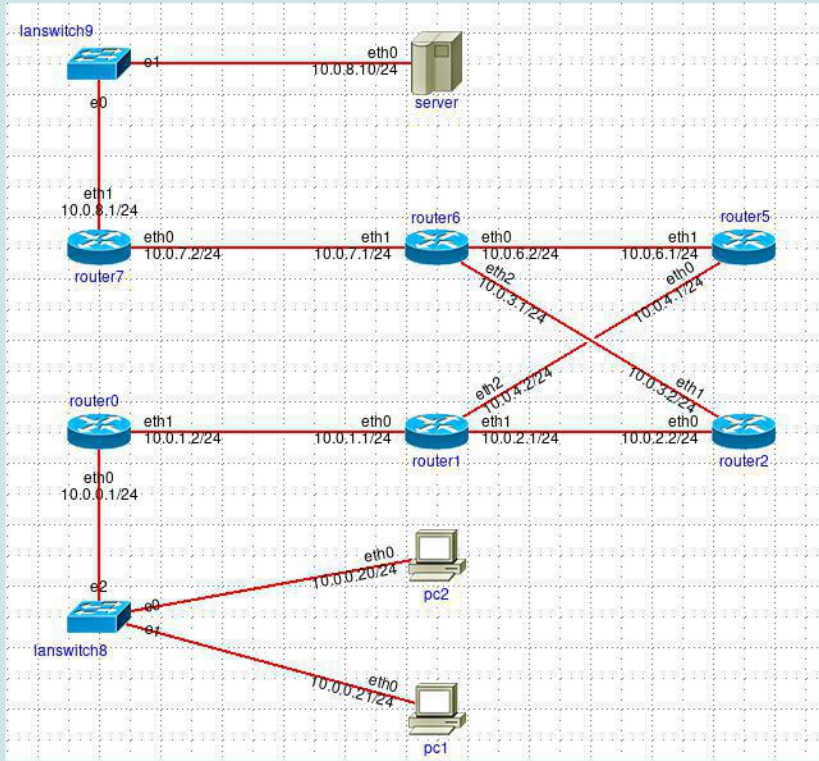 lanswitch9
e1
eth0
10.0.8.10/24
server
e0
eth1
10.0.8.1/24
router7
eth0
10.0.7.2/24
eth1
10.0.7.1/24
router6
eth0
10.0.6.2/24
eth1
10.0.6.1/24
router5
eth2
10.0.3.1/24
eth0
10.0.4.1/24
eth2
10.0.4.2/24
eth1
10.0.3.2/24
router0
eth1
10.0.1.2/24
eth0
10.0.1.1/24
router1
eth1
10.0.2.1/24
eth0
10.0.2.2/24
router2
eth0
10.0.0.1/24
e2
e0
e1
lanswitch8
eth0
10.0.0.20/24
pc2
eth0
10.0.0.21/24
pc1